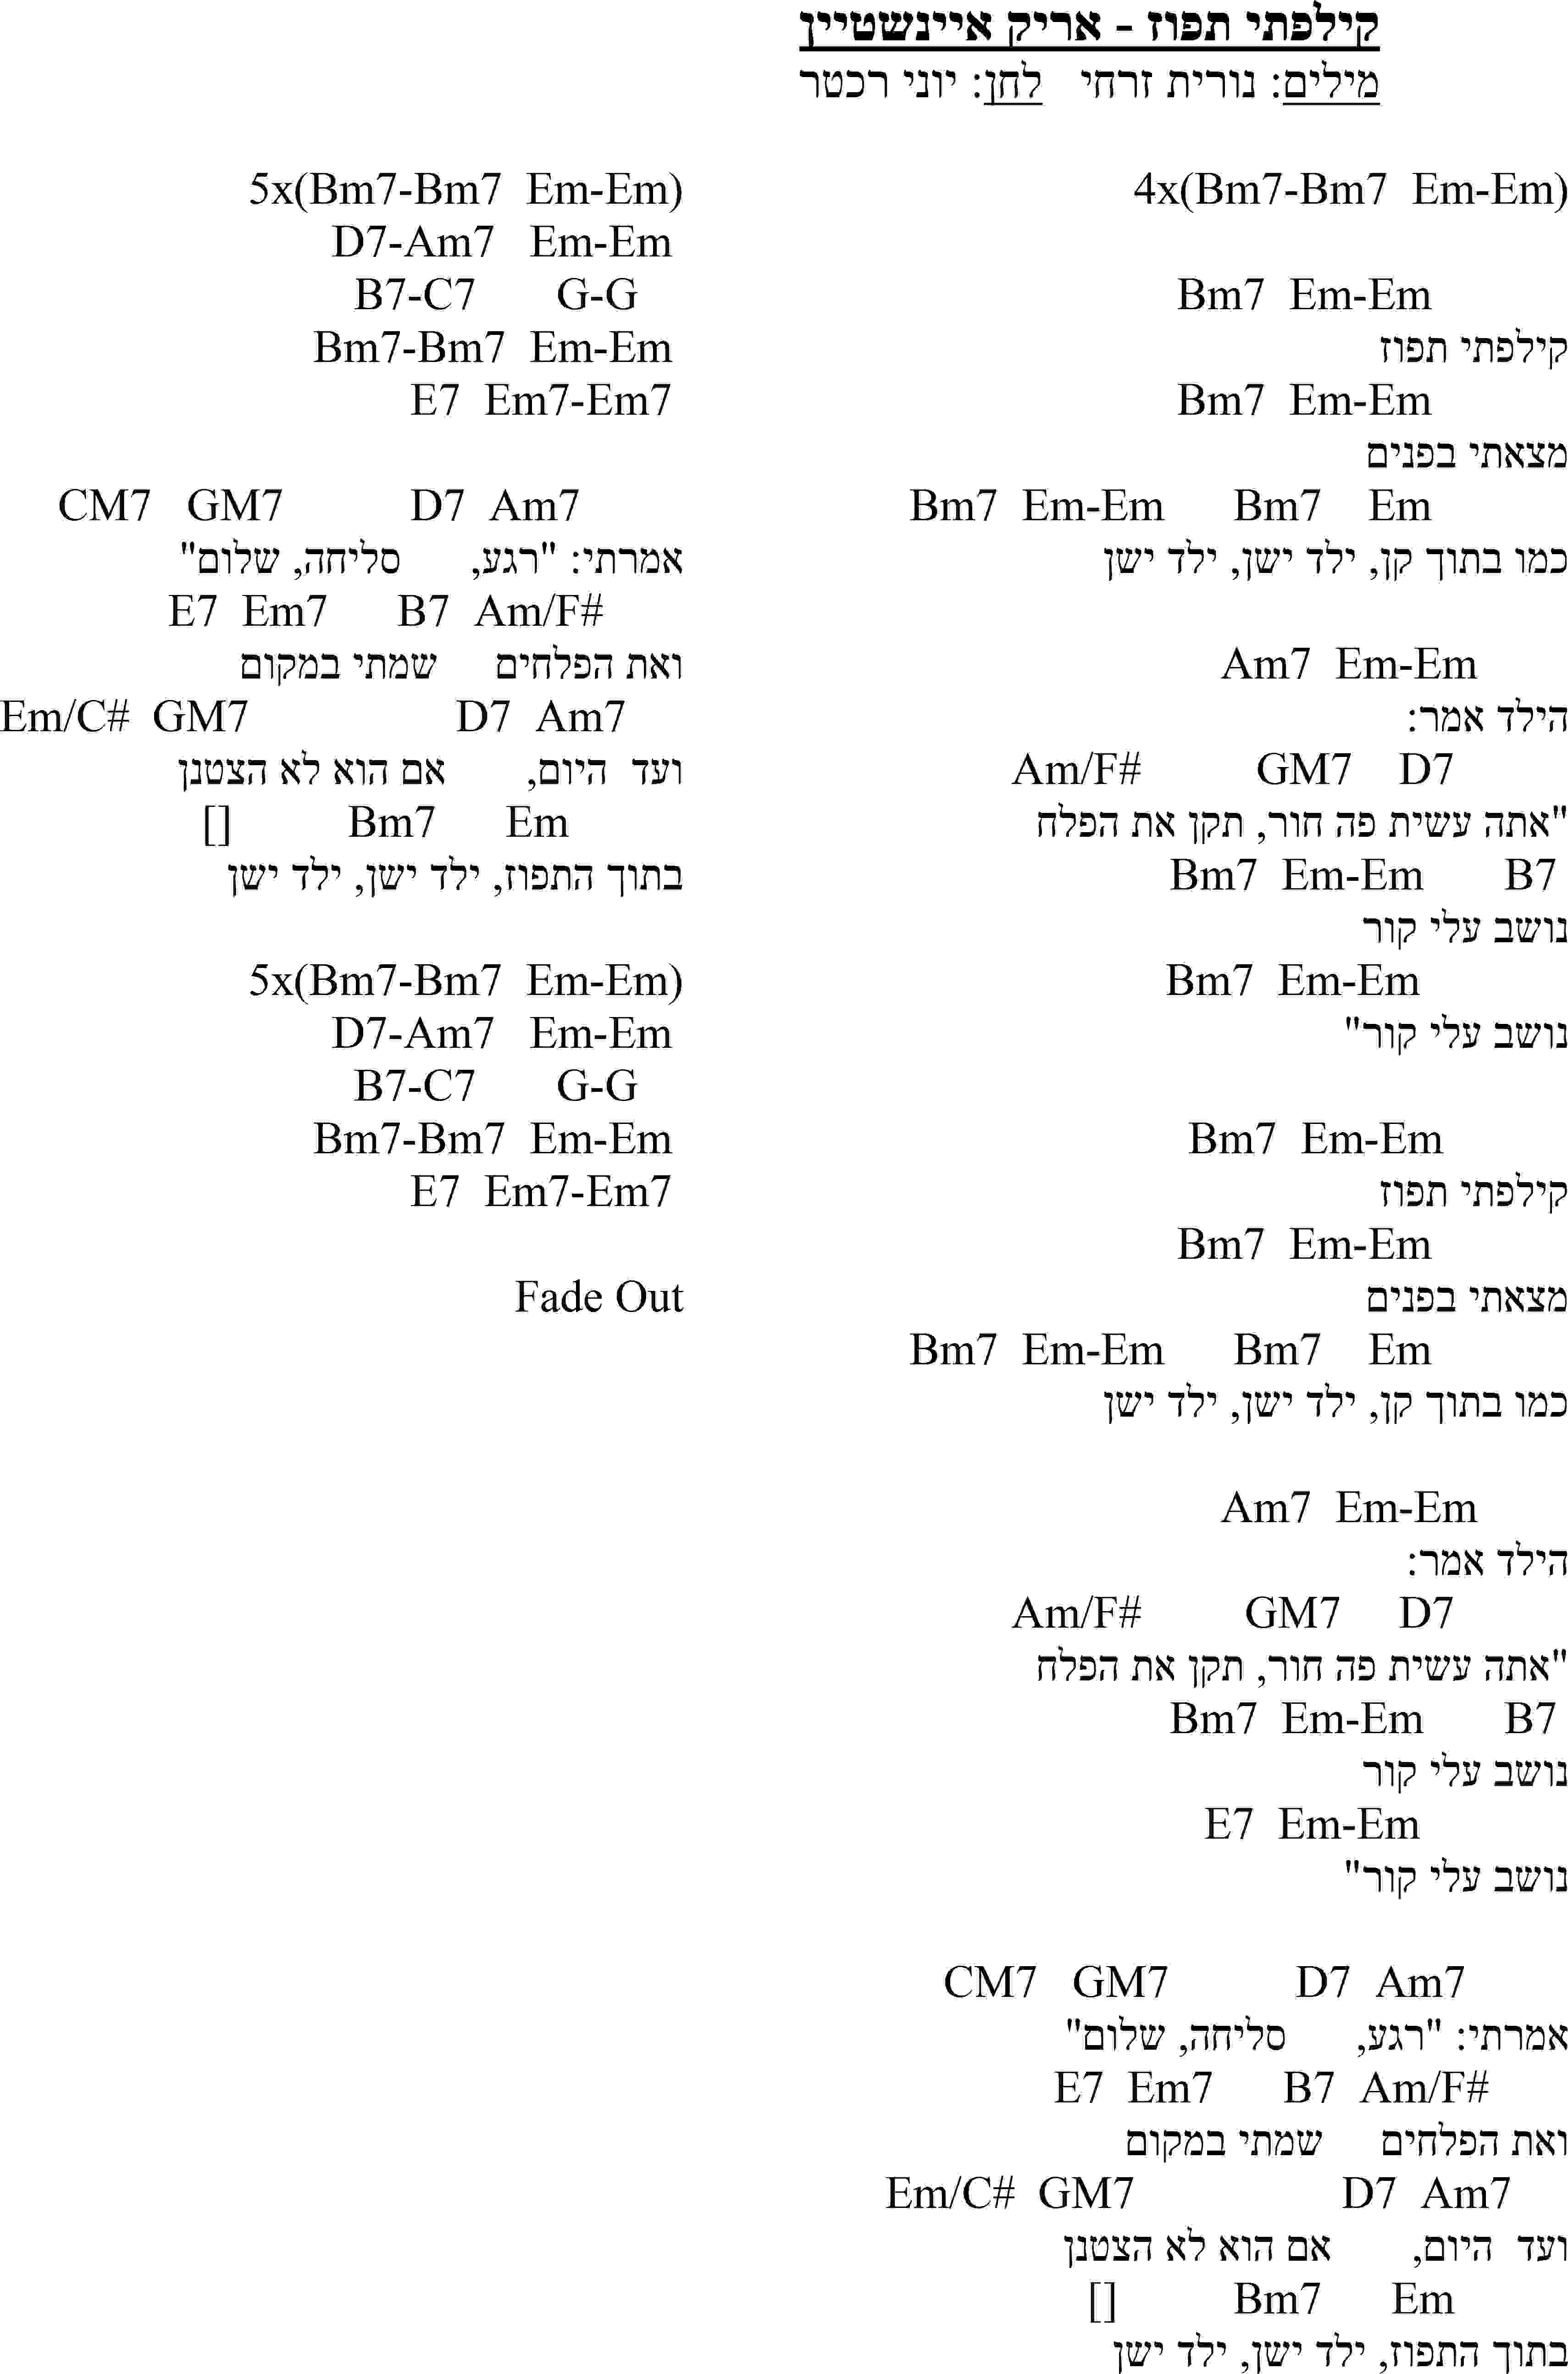 קילפתי תפוז - אריק איינשטיין
מילים: נורית זרחי   לחן: יוני רכטר
4x(Bm7-Bm7  Em-Em)
Bm7  Em-Em
קילפתי תפוז
Bm7  Em-Em
מצאתי בפנים
Bm7  Em-Em      Bm7    Em
כמו בתוך קן, ילד ישן, ילד ישן
Am7  Em-Em
הילד אמר:
Am/F#          GM7    D7
"אתה עשית פה חור, תקן את הפלח
Bm7  Em-Em       B7
נושב עלי קור
Bm7  Em-Em
נושב עלי קור"
Bm7  Em-Em
קילפתי תפוז
Bm7  Em-Em
מצאתי בפנים
Bm7  Em-Em      Bm7    Em
כמו בתוך קן, ילד ישן, ילד ישן
Am7  Em-Em
הילד אמר:
Am/F#         GM7     D7
"אתה עשית פה חור, תקן את הפלח
Bm7  Em-Em       B7
נושב עלי קור
E7  Em-Em
נושב עלי קור"
CM7   GM7           D7  Am7
אמרתי: "רגע,      סליחה, שלום"
E7  Em7      B7  Am/F#
ואת הפלחים     שמתי במקום
Em/C#  GM7                  D7  Am7
ועד  היום,       אם הוא לא הצטנן
[]          Bm7      Em
בתוך התפוז, ילד ישן, ילד ישן
5x(Bm7-Bm7  Em-Em)
D7-Am7   Em-Em
B7-C7       G-G
Bm7-Bm7  Em-Em
E7  Em7-Em7
CM7   GM7           D7  Am7
אמרתי: "רגע,      סליחה, שלום"
E7  Em7      B7  Am/F#
ואת הפלחים     שמתי במקום
Em/C#  GM7                  D7  Am7
ועד  היום,       אם הוא לא הצטנן
[]          Bm7      Em
בתוך התפוז, ילד ישן, ילד ישן
5x(Bm7-Bm7  Em-Em)
D7-Am7   Em-Em
B7-C7       G-G
Bm7-Bm7  Em-Em
E7  Em7-Em7
Fade Out